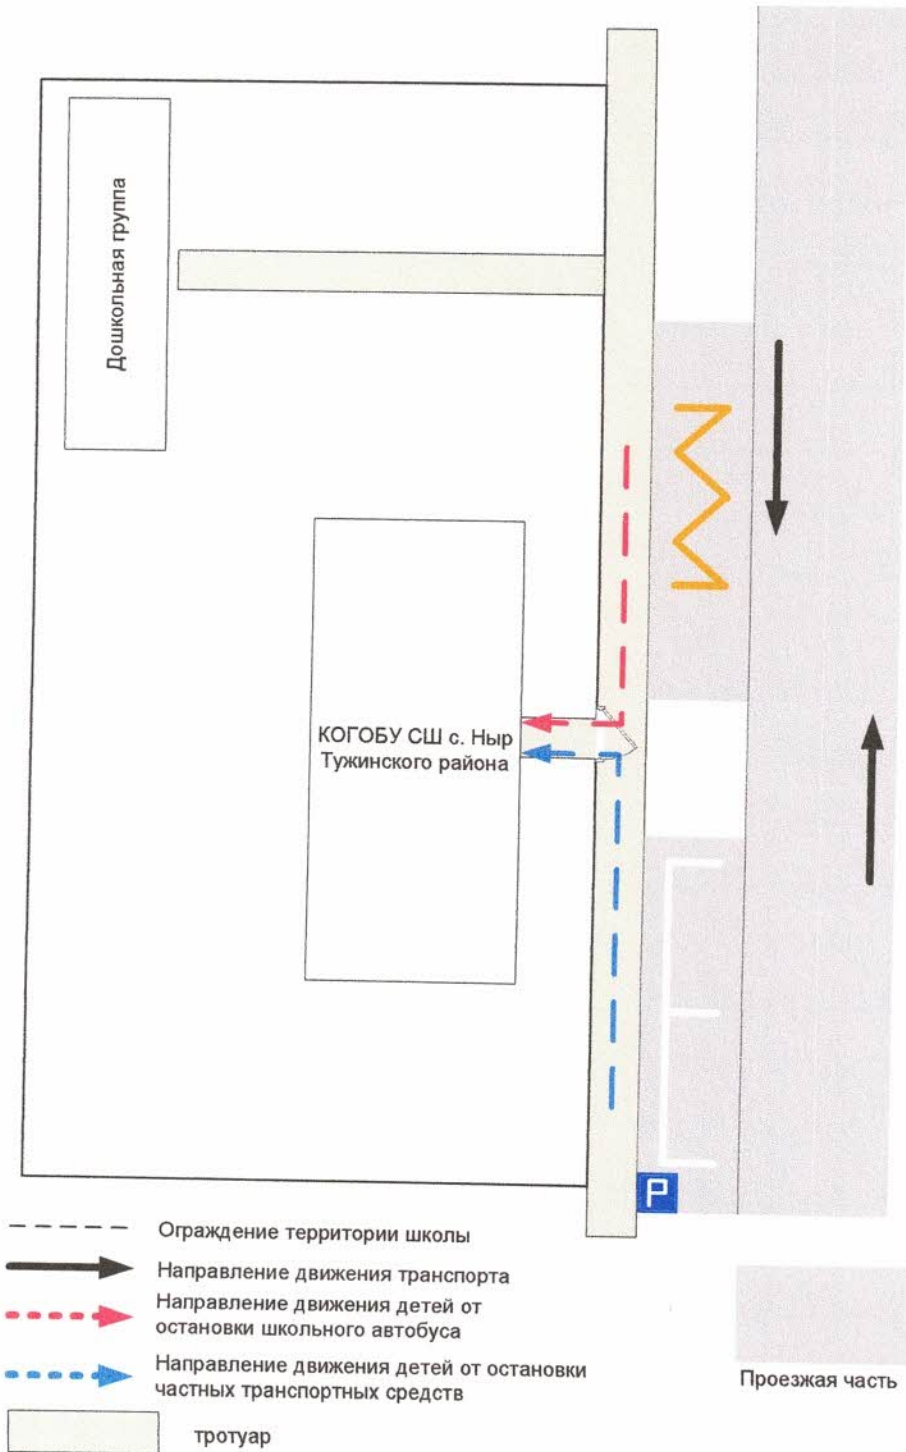 Дошкольная группа
КОГОБУ СШ с. Ныр
Тужинского района
P
Ограждение территории школы
Направление движения транспорта
Направление движения детей от
остановки школьного автобуса
Направление движения детей от остановки
частных транспортных средств
Проезжая часть
тротуар